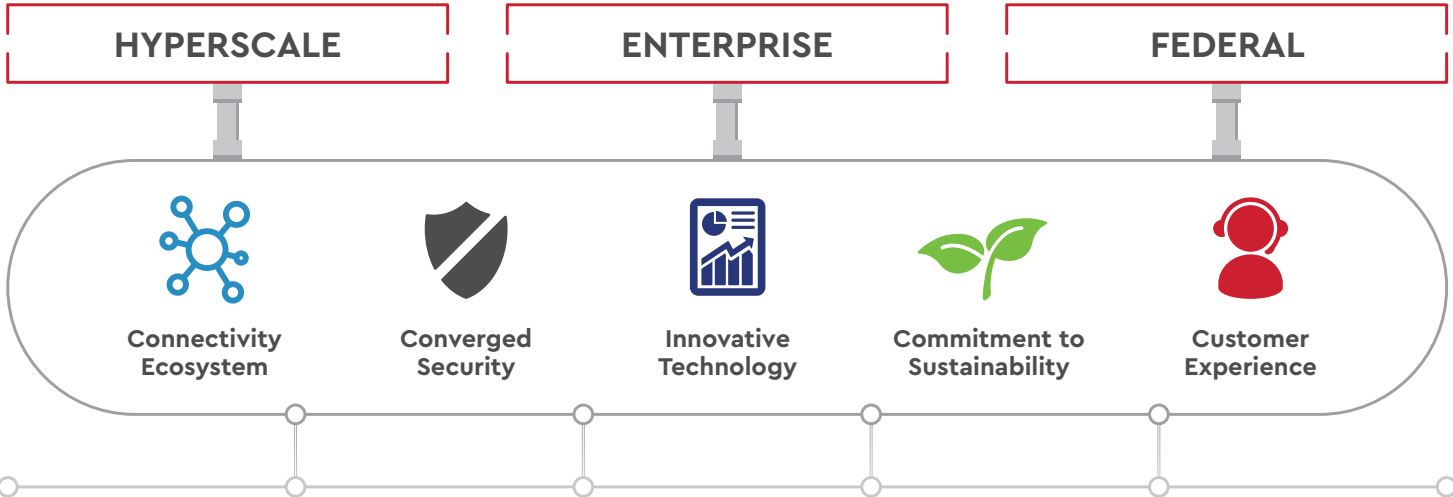 HYPERSCALE
ENTERPRISE
FEDERAL
Connectivity
Ecosystem
Converged
Security
Innovative
Technology
Commitment to
Sustainability
Customer
Experience